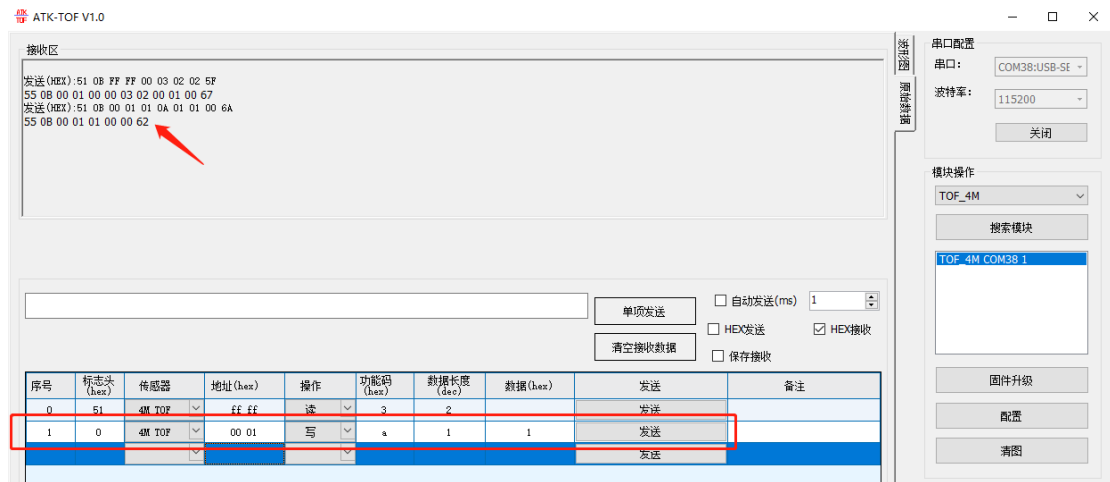 ATK-TOF V1.0
接收区
发送(HEX):51 0B FF FF 00 03 02 02 5F
55 0B 00 01 00 00 03 02 00 01 00 67
发送(HEX):51 0B 00 01 01 0A 01 01 00 6A
55 0B 00 01 01 00 00 62
波形图
原始数据
串口配置
串口:
COM38:USB-SE
波特率:
115200
关闭
模块操作
TOF_4M
搜索模块
TOF_4M COM38 1
固件升级
配置
清图
单项发送
自动发送(ms)
1
HEX发送
HEX接收
清空接收数据
保存接收
序号 标志头(hex) 传感器 地址(hex) 操作 功能码(hex) 数据长度(dec) 数据(hex) 发送 备注
0 51 4M TOF ff ff 读 3 2 发送
1 0 4M TOF 00 01 写 a 1 1 发送
发送